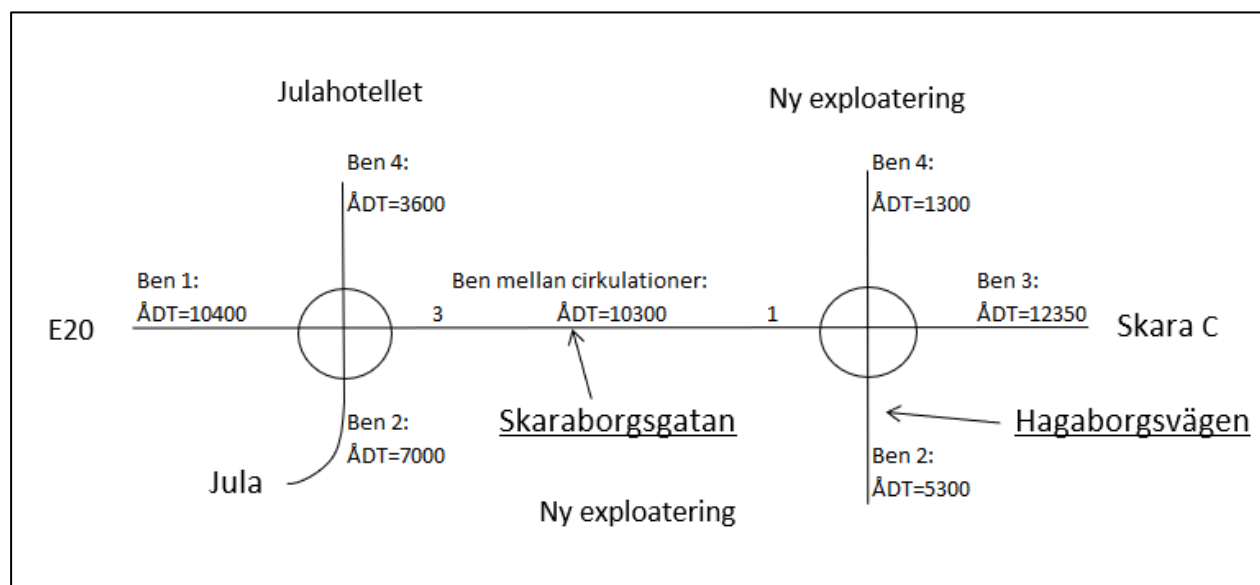 Julahotellet
Ny exploatering
Ben 4:
ÅDT=3600
Ben 4:
ÅDT=1300
Ben 1:
ÅDT=10400
E20
Ben mellan cirkulationer:
3
ÅDT=10300
1
Ben 3:
ÅDT=12350
Skara C
Skaraborgsgatan
Hagaborgsvägen
Ben 2:
ÅDT=7000
Jula
Ben 2:
ÅDT=5300
Ny exploatering